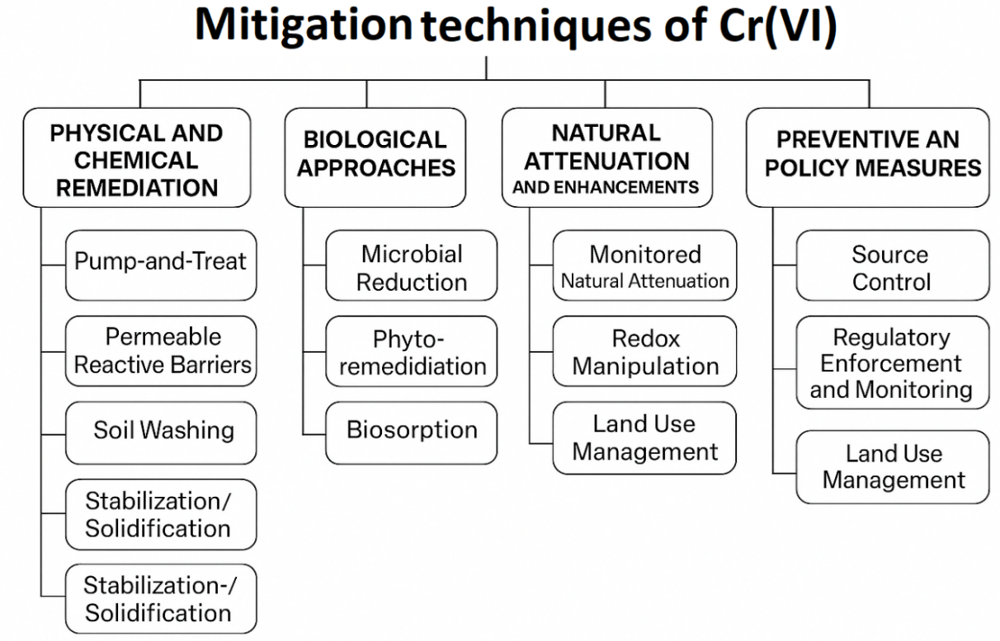 Mitigation techniques of Cr(VI)
PHYSICAL AND
CHEMICAL
REMEDIATION
Pump-and-Treat
Permeable
Reactive Barriers
Soil Washing
Stabilization/
Solidification
Stabilization-/
Solidification
BIOLOGICAL
APPROACHES
Microbial
Reduction
Phyto-
remedidiation
Biosorption
NATURAL
ATTENUATION
AND ENHANCEMENTS
Monitored
Natural Attenuation
Redox
Manipulation
Land Use
Management
PREVENTIVE AN
POLICY MEASURES
Source
Control
Regulatory
Enforcement
and Monitoring
Land Use
Management